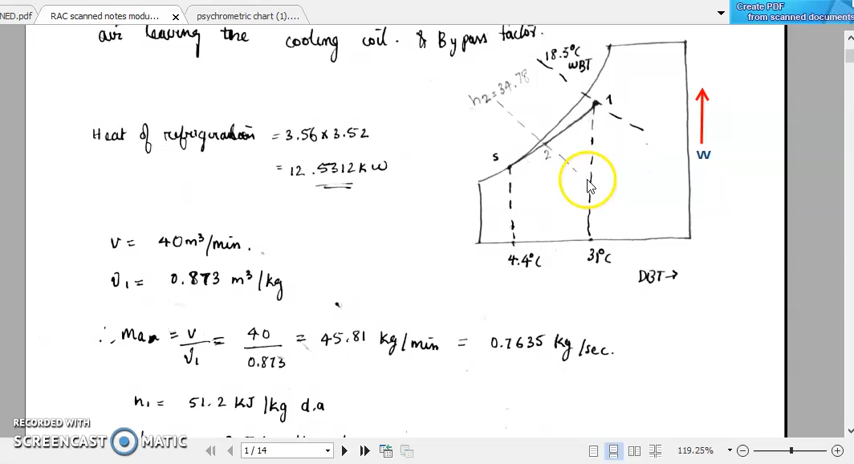 NED.pdf
RAC scanned notes modu...
psychrometric chart (1)....
Create PDF
from scanned documents
air leaving the cooling coil. & Bypass factor.
18.5°C
WBT
h2=34.78
1
2
s
W
4.4°C
31°C
DBT→
Heat of refrigeration = 3.56 x 3.52
= 12.5312 kW
V = 40 m³/min.
v1 = 0.873 m³/kg
∴ ma = V/v1 = 40/0.873 = 45.81 kg/min = 0.7635 kg/sec.
h1 = 51.2 KJ/kg d.a
RECORDED WITH
SCREENCAST MATIC
1 / 14
119.25%